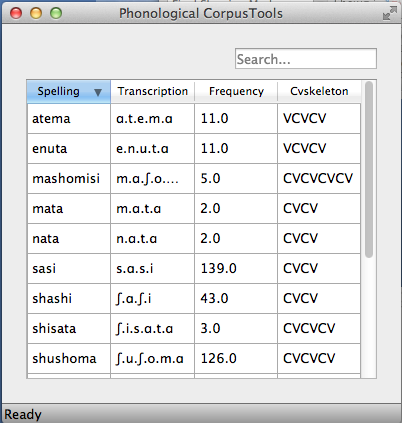 Phonological CorpusTools
Search...
Spelling Transcription Frequency Cvskeleton
atema ɑ.t.e.m.ɑ 11.0 VCVCV
enuta e.n.u.t.ɑ 11.0 VCVCV
mashomisi m.ɑ.ʃ.o.... 5.0 CVCVCVCV
mata m.ɑ.t.ɑ 2.0 CVCV
nata n.ɑ.t.ɑ 2.0 CVCV
sasi s.ɑ.s.i 139.0 CVCV
shashi ʃ.ɑ.ʃ.i 43.0 CVCV
shisata ʃ.i.s.ɑ.t.ɑ 3.0 CVCVCV
shushoma ʃ.u.ʃ.o.m.ɑ 126.0 CVCVCV
Ready